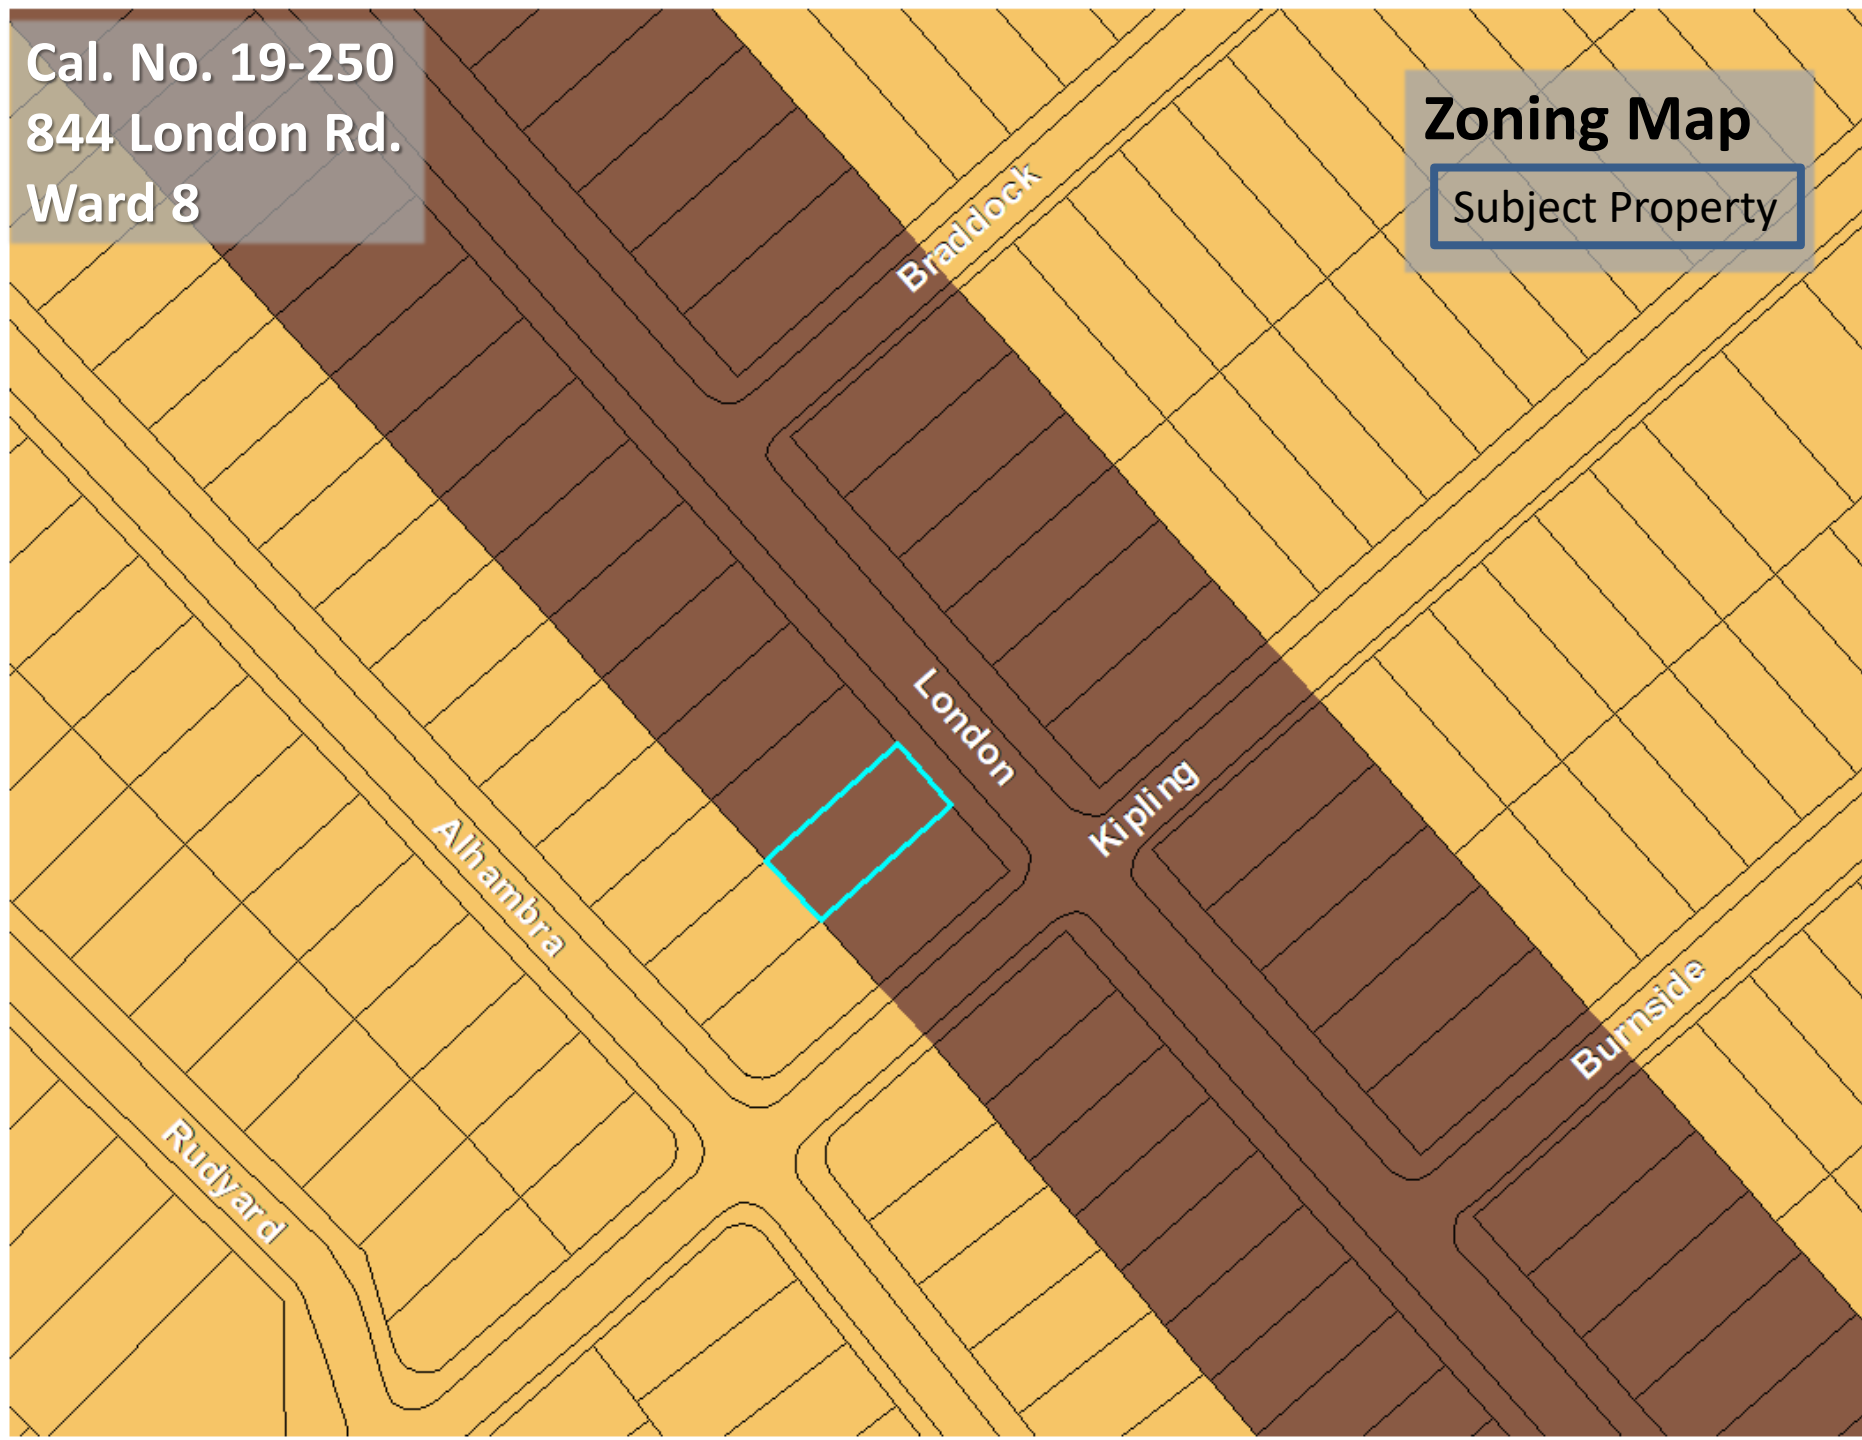 Cal. No. 19-250
844 London Rd.
Ward 8
Zoning Map
Subject Property
Braddock
London
Kipling
Alhambra
Burnside
Rudyard